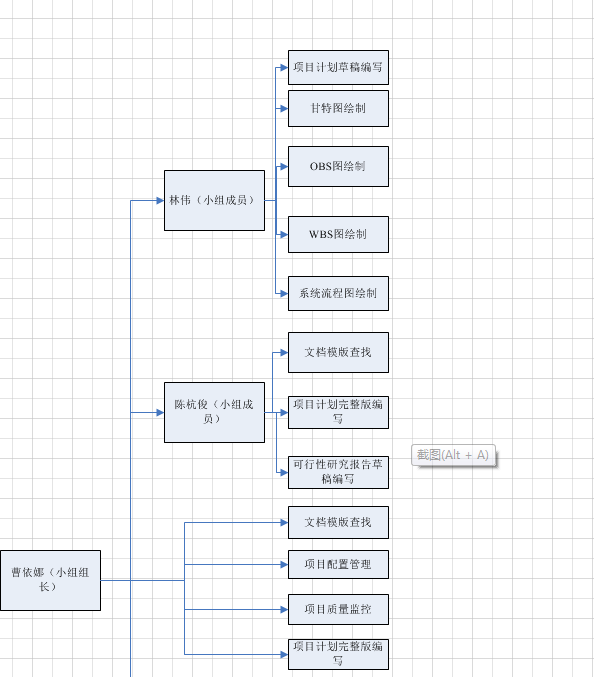 项目计划草稿编写
甘特图绘制
OBS图绘制
林伟（小组成员）
WBS图绘制
系统流程图绘制
文档模版查找
陈杭俊（小组成
员）
项目计划完整版编
写
可行性研究报告草
稿编写
截图(Alt + A)
文档模版查找
曹依娜（小组组
长）
项目配置管理
项目质量监控
项目计划完整版编
写